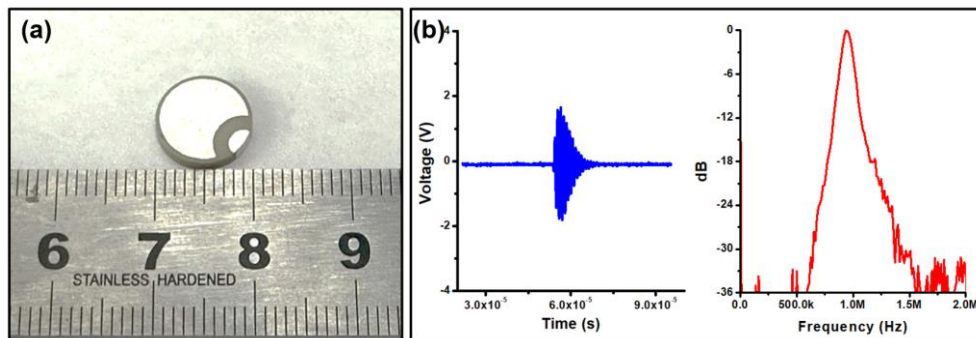 (a)
6 7 8 9
STAINLESS HARDENED
(b)
4
2
0
-2
-4
Voltage (V)
3.0x10⁻⁵ 6.0x10⁻⁵ 9.0x10⁻⁵
Time (s)
0
-6
-12
-18
-24
-30
-36
dB
0 500.0k 1.0M 1.5M 2.0M
Frequency (Hz)